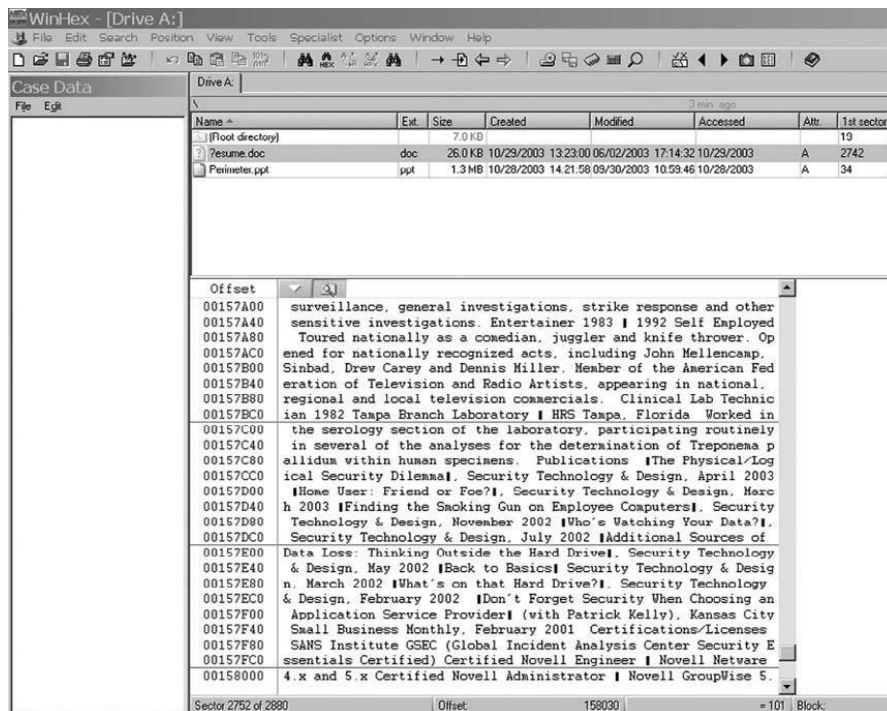 WinHex - [Drive A:]
File Edit Search Position View Tools Specialist Options Window Help
Case Data
File Edit
Drive A:
\ 3 min. ago
Name Ext. Size Created Modified Accessed Attr. 1st sector
(Root directory) 7.0 KB 19
?esume.doc doc 26.0 KB 10/29/2003 13:23:00 06/02/2003 17:14:32 10/29/2003 A 2742
Perimeter.ppt ppt 1.3 MB 10/28/2003 14:21:58 09/30/2003 10:59:46 10/28/2003 A 34
Offset
00157A00 surveillance, general investigations, strike response and other
00157A40 sensitive investigations. Entertainer 1983 | 1992 Self Employed
00157A80 Toured nationally as a comedian, juggler and knife thrower. Op
00157AC0 ened for nationally recognized acts, including John Mellencamp,
00157B00 Sinbad, Drew Carey and Dennis Miller. Member of the American Fed
00157B40 eration of Television and Radio Artists, appearing in national,
00157B80 regional and local television commercials. Clinical Lab Technic
00157BC0 ian 1982 Tampa Branch Laboratory | HRS Tampa, Florida Worked in
00157C00 the serology section of the laboratory, participating routinely
00157C40 in several of the analyses for the determination of Treponema p
00157C80 allidum within human specimens. Publications |The Physical/Log
00157CC0 ical Security Dilemma|, Security Technology & Design, April 2003
00157D00 |Home User: Friend or Foe?|, Security Technology & Design, Marc
00157D40 h 2003 |Finding the Smoking Gun on Employee Computers|, Security
00157D80 Technology & Design, November 2002 |Who's Watching Your Data?|,
00157DC0 Security Technology & Design, July 2002 |Additional Sources of
00157E00 Data Loss: Thinking Outside the Hard Drive|, Security Technology
00157E40 & Design, May 2002 |Back to Basics| Security Technology & Desig
00157E80 n, March 2002 |What's on that Hard Drive?|, Security Technology
00157EC0 & Design, February 2002 |Don't Forget Security When Choosing an
00157F00 Application Service Provider| (with Patrick Kelly), Kansas City
00157F40 Small Business Monthly, February 2001 Certifications/Licenses
00157F80 SANS Institute GSEC (Global Incident Analysis Center Security E
00157FC0 ssentials Certified) Certified Novell Engineer | Novell Netware
00158000 4.x and 5.x Certified Novell Administrator | Novell GroupWise 5.
Sector 2752 of 2880 Offset: 158030 = 101 Block: